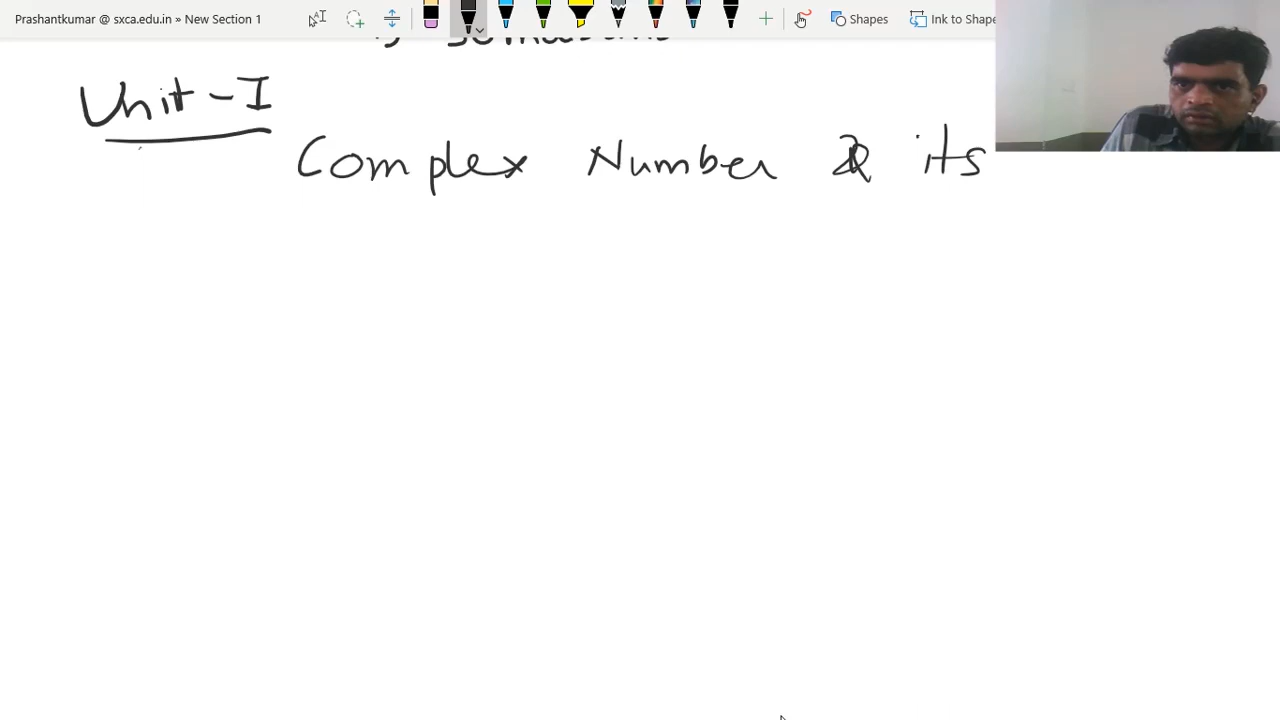 Prashantkumar @ sxca.edu.in » New Section 1
Shapes
Ink to Shape
Unit-I
Complex Number & its